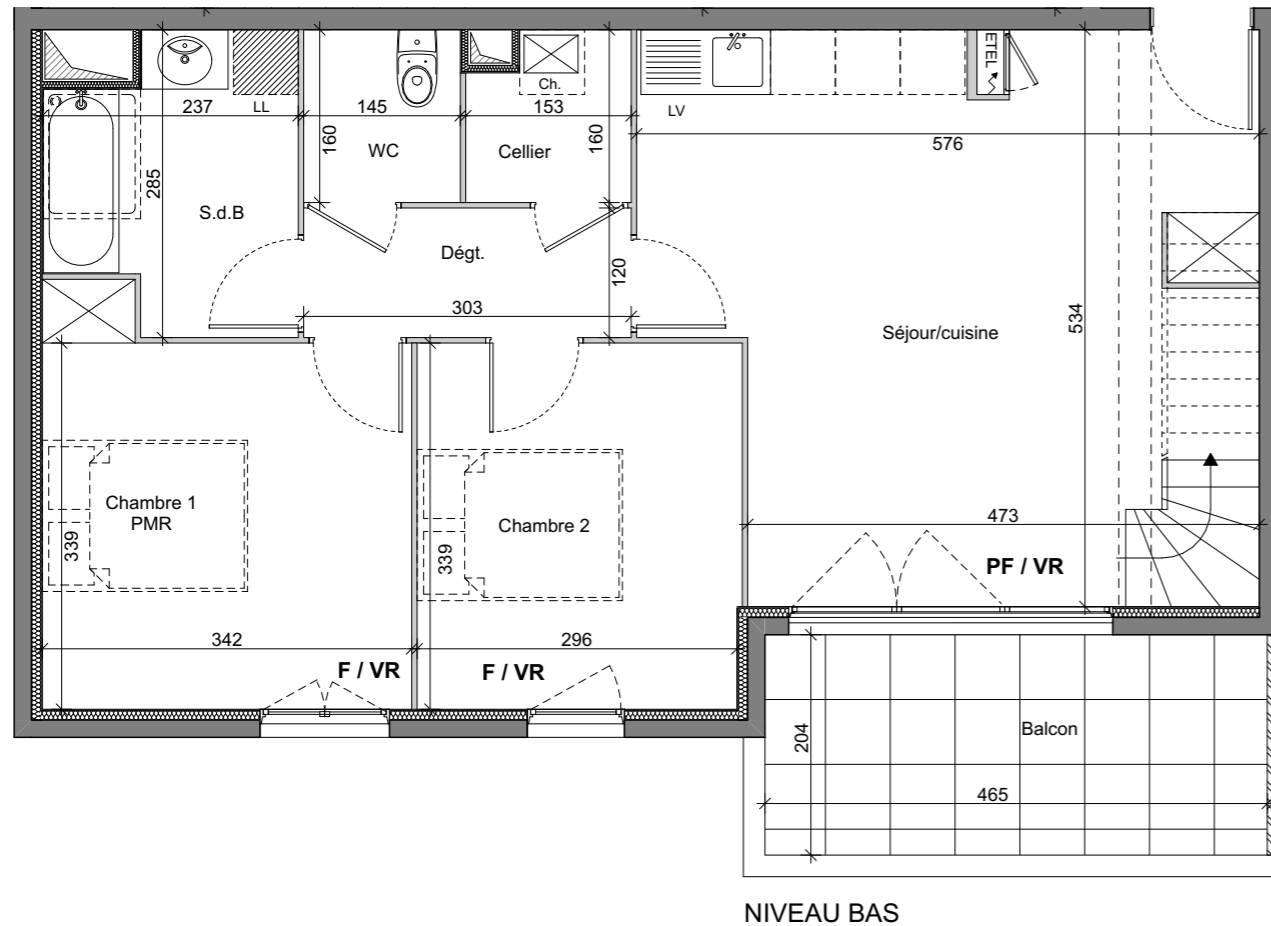 237
LL
145
Ch.
153
LV
ETEL
576
160
WC
Cellier
160
285
S.d.B
Dégt.
120
303
534
Séjour/cuisine
Chambre 1
PMR
339
Chambre 2
339
473
PF / VR
342
F / VR
F / VR
296
204
Balcon
465
NIVEAU BAS